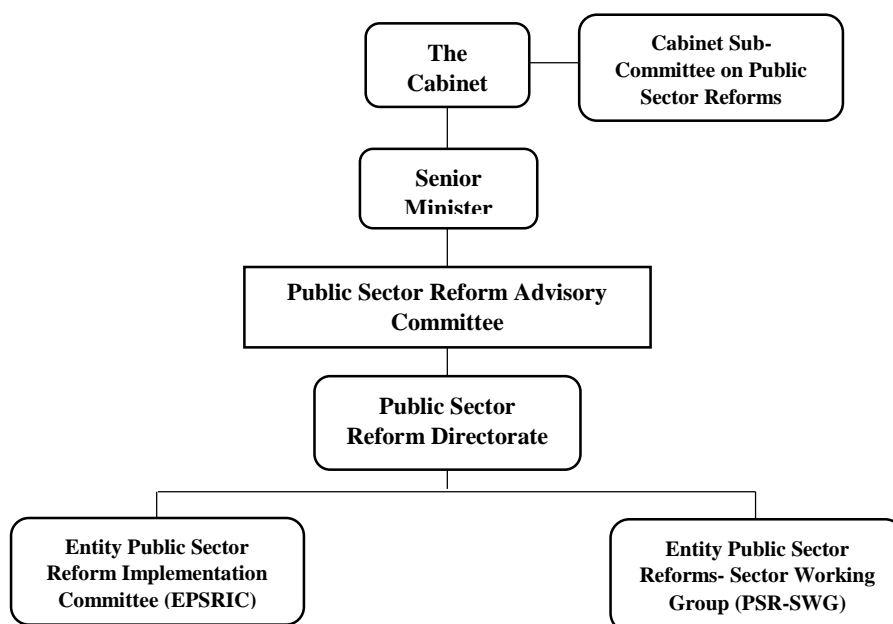 The
Cabinet
Cabinet Sub-
Committee on Public
Sector Reforms
Senior
Minister
Public Sector Reform Advisory
Committee
Public Sector
Reform Directorate
Entity Public Sector
Reform Implementation
Committee (EPSRIC)
Entity Public Sector
Reforms- Sector Working
Group (PSR-SWG)